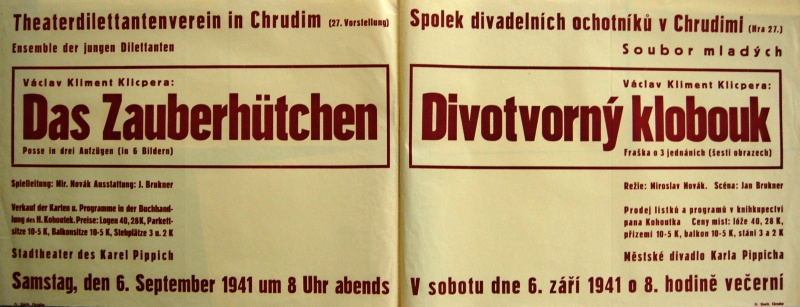 Theaterdilettantenverein in Chrudim (27. Vorstellung)
Ensemble der jungen Dilettanten
Václav Kliment Klicpera:
Das Zauberhütchen
Posse in drei Aufzügen (in 6 Bildern)
Spielleitung: Mir. Novák Ausstattung: J. Brukner
Verkauf der Karten u. Programme in der Buchhand-
lung des H. Kohoutek. Preise: Logen 40, 28 K, Parkett-
sitze 10-5 K, Balkonsitze 10-5 K, Stehplätze 3 u. 2 K
Stadtheater des Karel Pippich
Samstag, den 6. September 1941 um 8 Uhr abends
Spolek divadelních ochotníků v Chrudimi (Hra 27.)
Soubor mladých
Václav Kliment Klicpera:
Divotvorný klobouk
Fraška o 3 jednáních (šesti obrazech)
Režie: Miroslav Novák. Scéna: Jan Brukner
Prodej lístků a programů v knihkupectví
pana Kohoutka Ceny míst: lóže 40, 28 K,
přízemí 10-5 K, balkon 10-5 K, stání 3 a 2 K
Městské divadlo Karla Pippicha
V sobotu dne 6. září 1941 o 8. hodině večerní